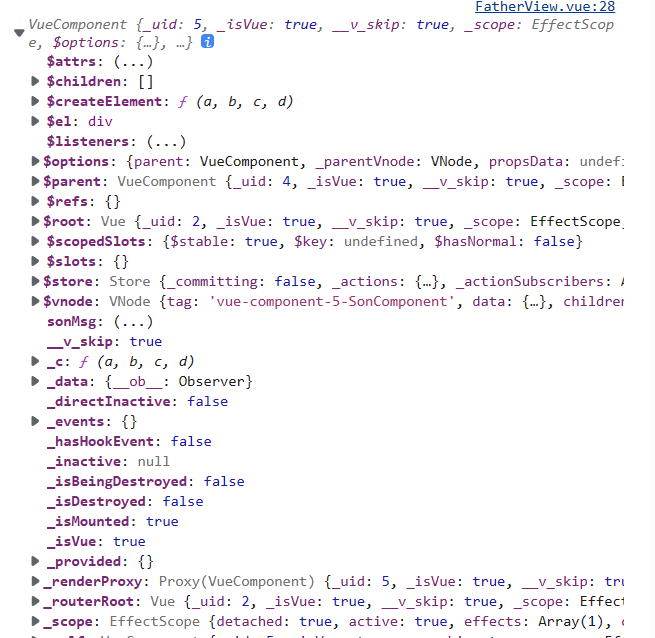 FatherView.vue:28
VueComponent {_uid: 5, _isVue: true, __v_skip: true, _scope: EffectScop
e, $options: {…}, …} i
$attrs: (...)
$children: []
$createElement: ƒ (a, b, c, d)
$el: div
$listeners: (...)
$options: {parent: VueComponent, _parentVnode: VNode, propsData: undefi
$parent: VueComponent {_uid: 4, _isVue: true, __v_skip: true, _scope: E
$refs: {}
$root: Vue {_uid: 2, _isVue: true, __v_skip: true, _scope: EffectScope,
$scopedSlots: {$stable: true, $key: undefined, $hasNormal: false}
$slots: {}
$store: Store {_committing: false, _actions: {…}, _actionSubscribers: A
$vnode: VNode {tag: 'vue-component-5-SonComponent', data: {…}, children
sonMsg: (...)
__v_skip: true
_c: ƒ (a, b, c, d)
_data: {__ob__: Observer}
_directInactive: false
_events: {}
_hasHookEvent: false
_inactive: null
_isBeingDestroyed: false
_isDestroyed: false
_isMounted: true
_isVue: true
_provided: {}
_renderProxy: Proxy(VueComponent) {_uid: 5, _isVue: true, __v_skip: tru
_routerRoot: Vue {_uid: 2, _isVue: true, __v_skip: true, _scope: Effect
_scope: EffectScope {detached: true, active: true, effects: Array(1), c